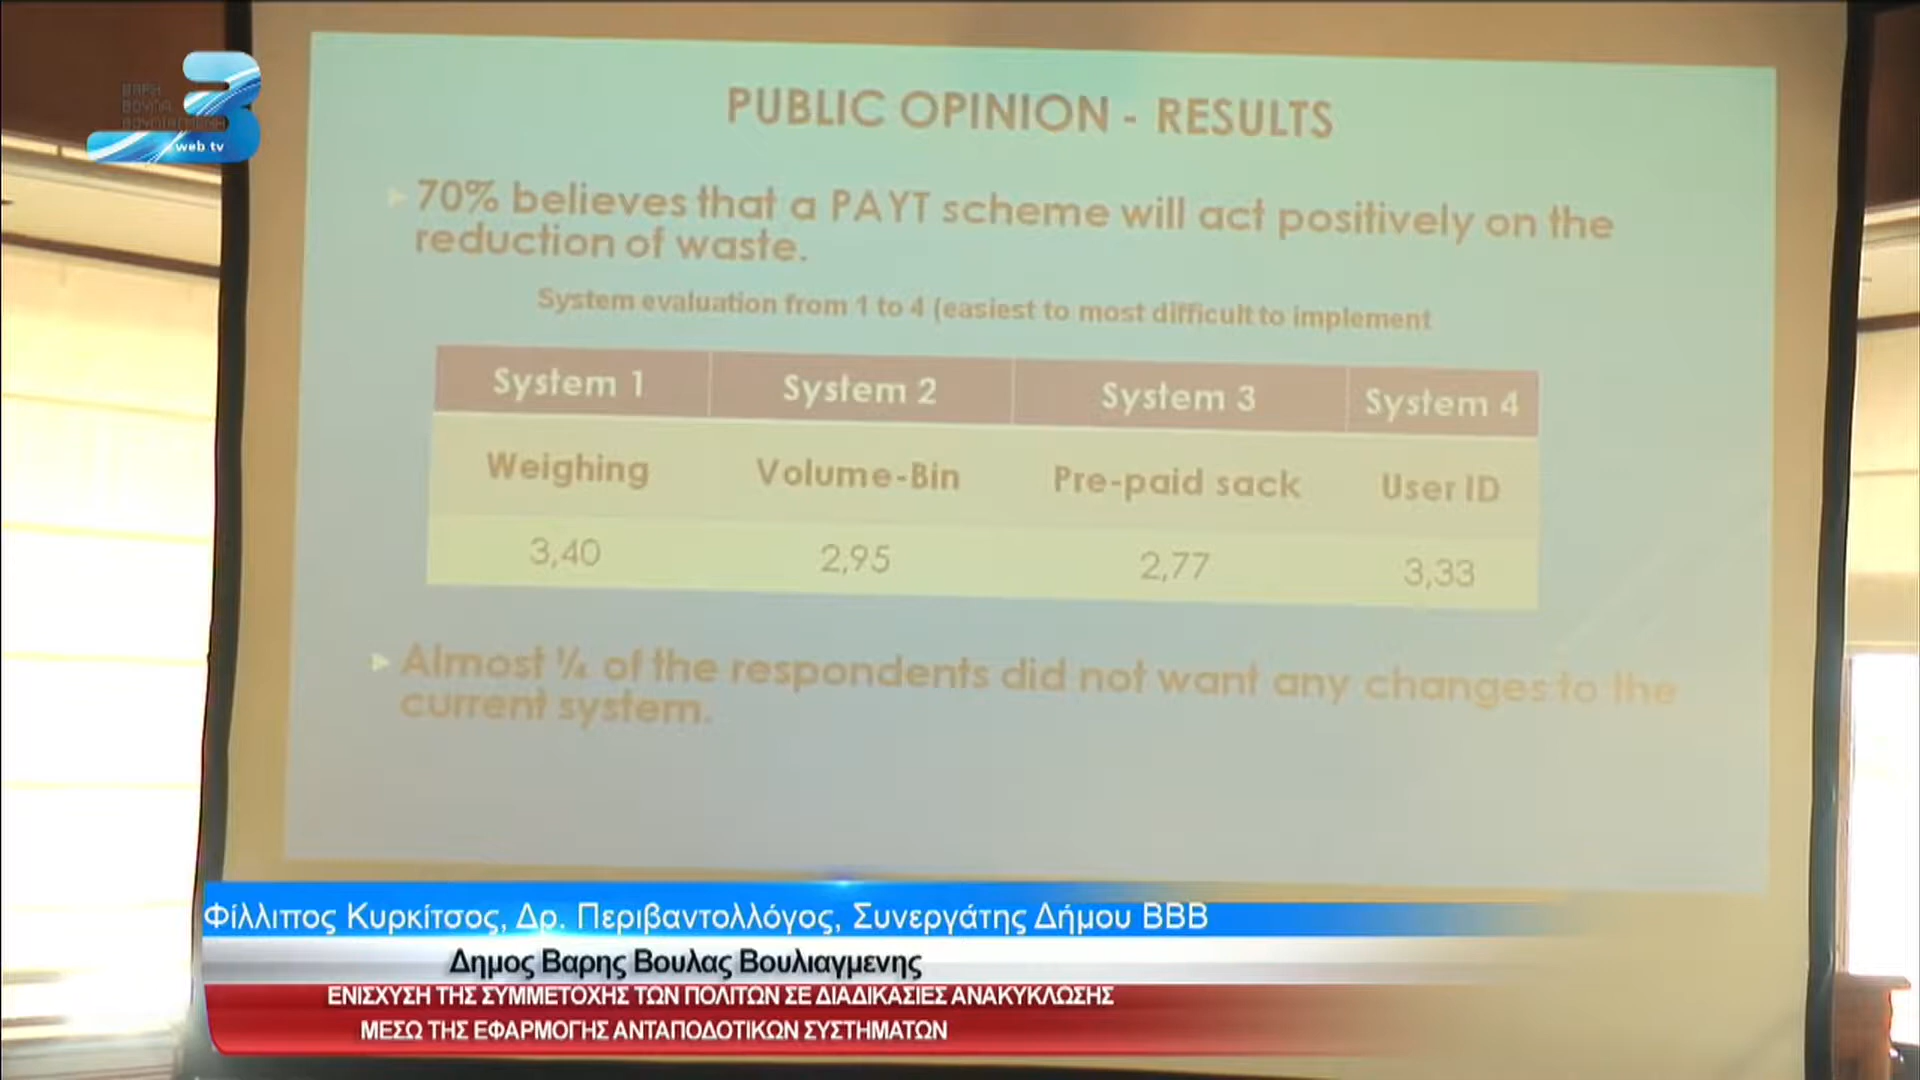 ΒΑΡΗ
ΒΟΥΛΑ
ΒΟΥΛΙΑΓΜΕΝΗ
web tv
PUBLIC OPINION - RESULTS
70% believes that a PAYT scheme will act positively on the
reduction of waste.
System evaluation from 1 to 4 (easiest to most difficult to implement
System 1 System 2 System 3 System 4
Weighing Volume-Bin Pre-paid sack User ID
3,40 2,95 2,77 3,33
Almost ¼ of the respondents did not want any changes to the
current system.
Φίλλιπος Κυρκίτσος, Δρ. Περιβαντολλόγος, Συνεργάτης Δήμου ΒΒΒ
Δημος Βαρης Βουλας Βουλιαγμενης
ΕΝΙΣΧΥΣΗ ΤΗΣ ΣΥΜΜΕΤΟΧΗΣ ΤΩΝ ΠΟΛΙΤΩΝ ΣΕ ΔΙΑΔΙΚΑΣΙΕΣ ΑΝΑΚΥΚΛΩΣΗΣ
ΜΕΣΩ ΤΗΣ ΕΦΑΡΜΟΓΗΣ ΑΝΤΑΠΟΔΟΤΙΚΩΝ ΣΥΣΤΗΜΑΤΩΝ